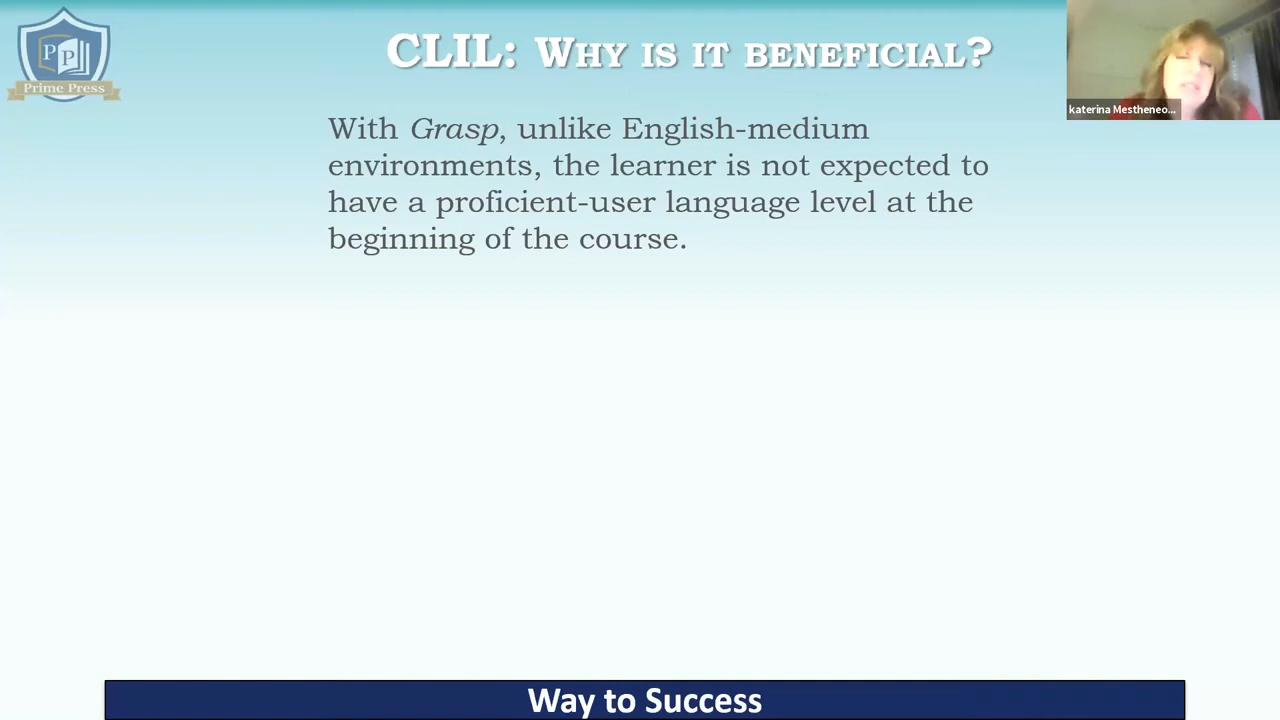 PP
Prime Press
CLIL: WHY IS IT BENEFICIAL?
katerina Mestheneo...
With Grasp, unlike English-medium
environments, the learner is not expected to
have a proficient-user language level at the
beginning of the course.
Way to Success